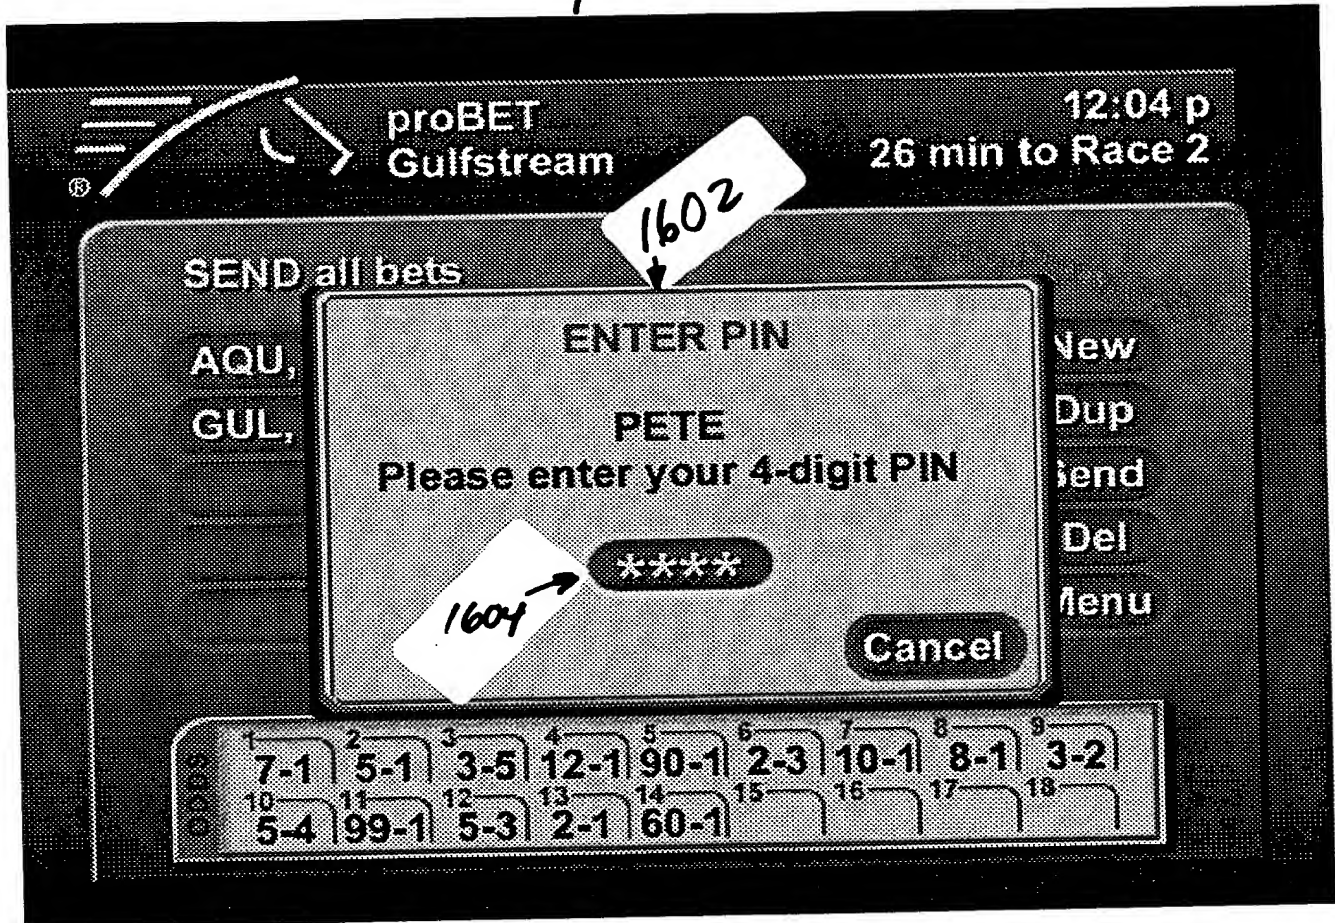 proBET
Gulfstream
12:04 p
26 min to Race 2
1602
SEND all bets
ENTER PIN
AQU,
New
GUL,
Dup
PETE
Please enter your 4-digit PIN
Send
Del
****
1604
Menu
Cancel
ODDS
1 2 3 4 5 6 7 8 9
7-1 5-1 3-5 12-1 90-1 2-3 10-1 8-1 3-2
10 11 12 13 14 15 16 17 18
5-4 99-1 5-3 2-1 60-1
®